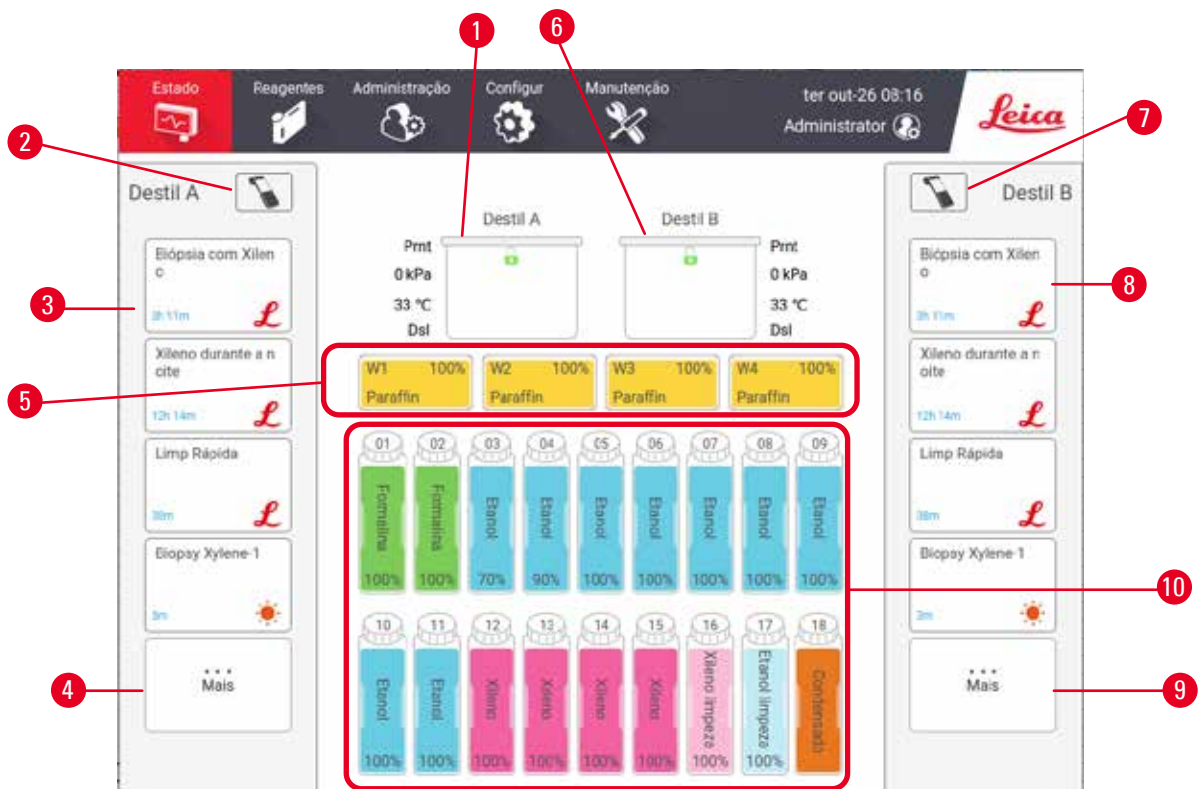 1
6
Estado
Reagentes
Administração
Configur
Manutenção
ter out-26 08:16
Administrator
Leica
2
7
Destil A
Destil B
Destil A
Destil B
Prnt
0 kPa
33 °C
Dsl
Prnt
0 kPa
33 °C
Dsl
3
Biópsia com Xilen
o
3h 11m
Xileno durante a n
oite
12h 14m
Limp Rápida
38m
Biopsy Xylene-1
3m
4
...
Mais
8
Biópsia com Xilen
o
3h 11m
Xileno durante a n
oite
12h 14m
Limp Rápida
38m
Biopsy Xylene-1
3m
9
...
Mais
5
W1 100%
Paraffin
W2 100%
Paraffin
W3 100%
Paraffin
W4 100%
Paraffin
10
01 02 03 04 05 06 07 08 09
Formalina Formalina Etanol Etanol Etanol Etanol Etanol Etanol Etanol
100% 100% 70% 90% 100% 100% 100% 100% 100%
10 11 12 13 14 15 16 17 18
Etanol Etanol Xileno Xileno Xileno Xileno Xileno limpeza Etanol limpeza Condensado
100% 100% 100% 100% 100% 100% 100% 100%